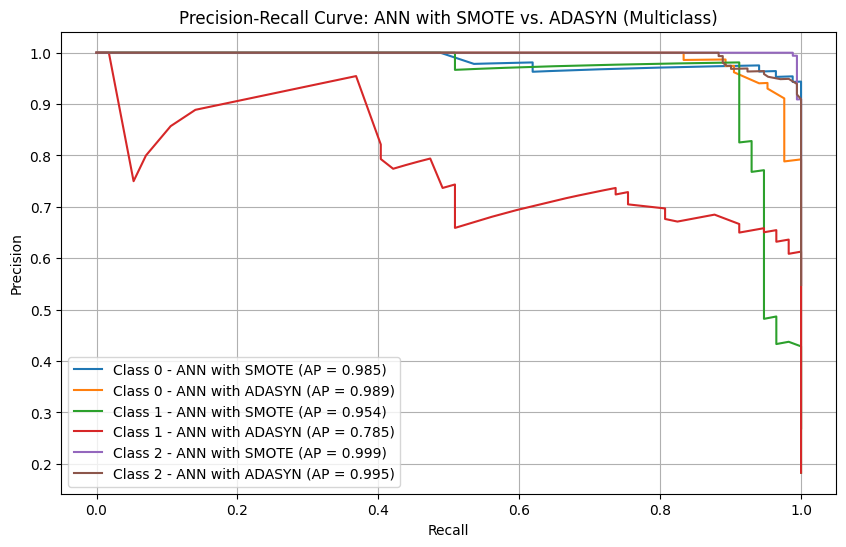 Precision-Recall Curve: ANN with SMOTE vs. ADASYN (Multiclass)
1.0
0.9
0.8
0.7
0.6
0.5
0.4
0.3
0.2
Precision
Class 0 - ANN with SMOTE (AP = 0.985)
Class 0 - ANN with ADASYN (AP = 0.989)
Class 1 - ANN with SMOTE (AP = 0.954)
Class 1 - ANN with ADASYN (AP = 0.785)
Class 2 - ANN with SMOTE (AP = 0.999)
Class 2 - ANN with ADASYN (AP = 0.995)
0.0 0.2 0.4 0.6 0.8 1.0
Recall